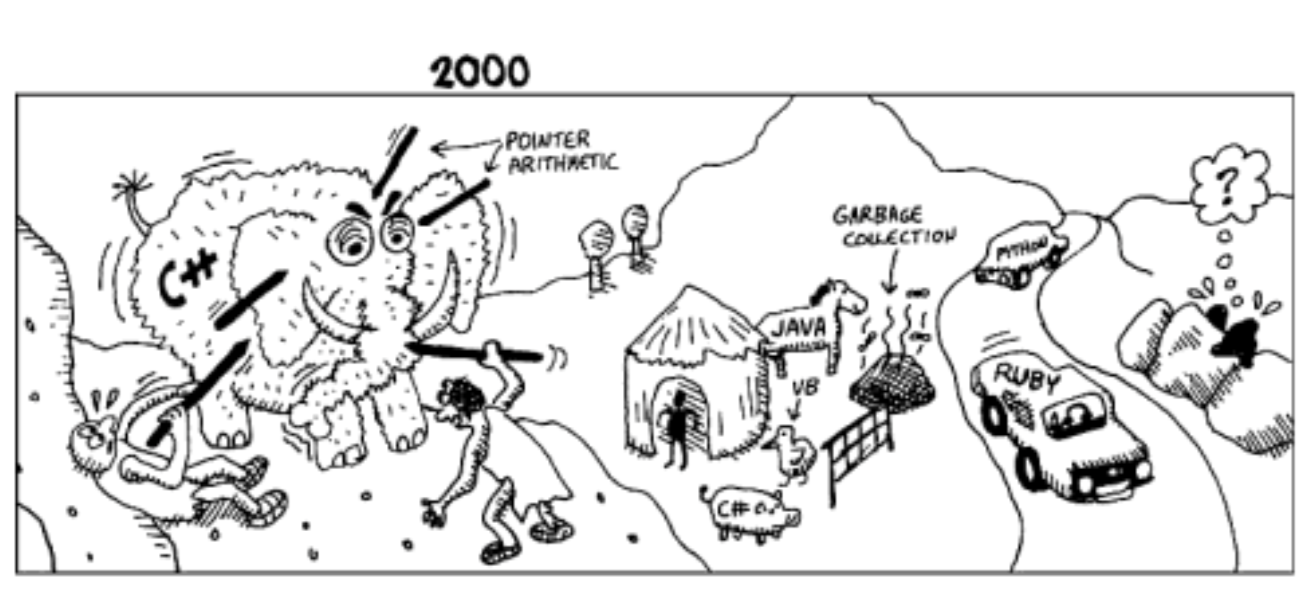 2000
POINTER
ARITHMETIC
C++
GARBAGE
COLLECTION
?
PYTHON
JAVA
VB
RUBY
C#